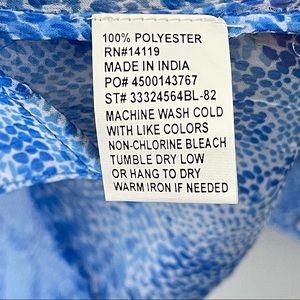 100% POLYESTER
RN#14119
MADE IN INDIA
PO# 4500143767
ST# 33324564BL-82
MACHINE WASH COLD
WITH LIKE COLORS
NON-CHLORINE BLEACH
TUMBLE DRY LOW
OR HANG TO DRY
WARM IRON IF NEEDED